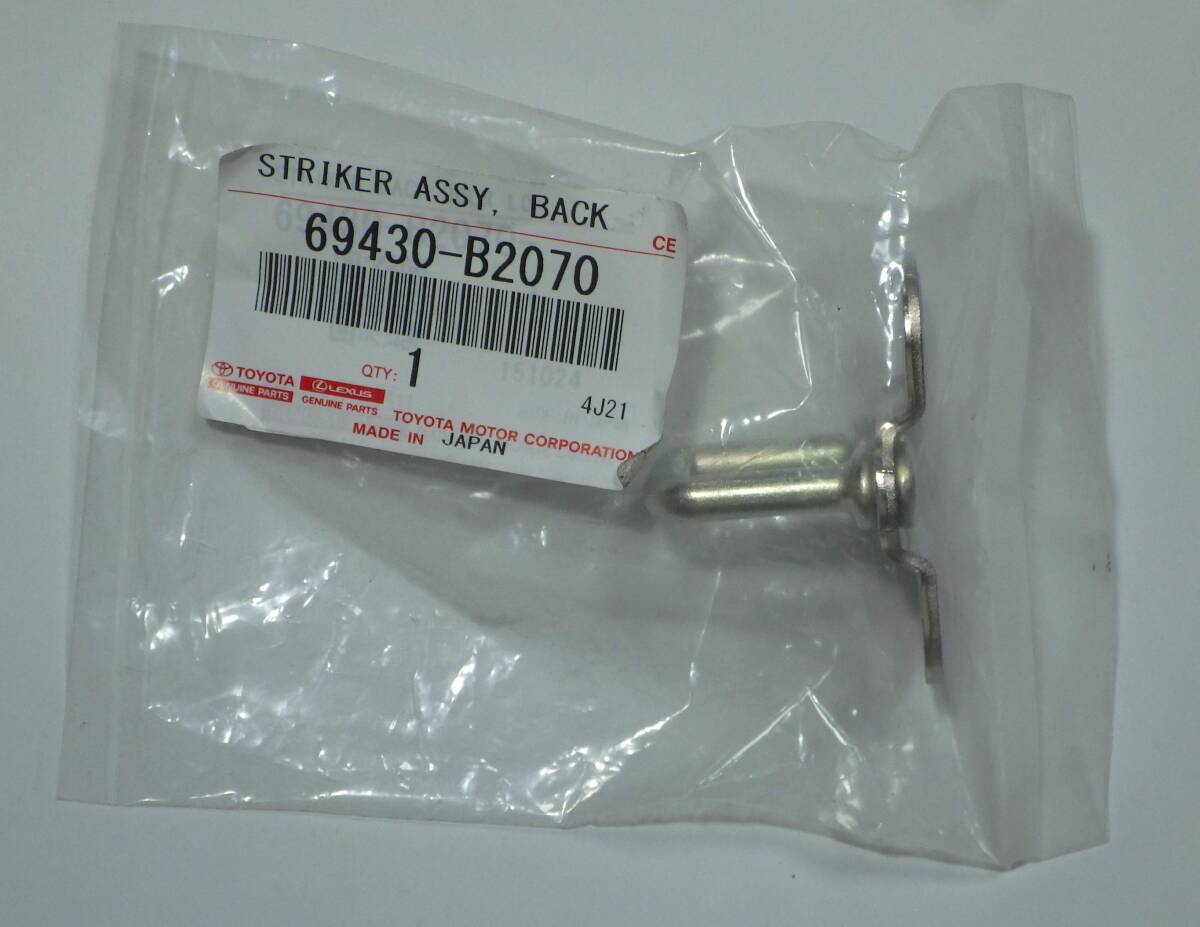 STRIKER ASSY, BACK
CE
69430-B2070
QTY: 1
151024
TOYOTA
GENUINE PARTS
LEXUS
GENUINE PARTS
4J21
TOYOTA MOTOR CORPORATION
MADE IN JAPAN